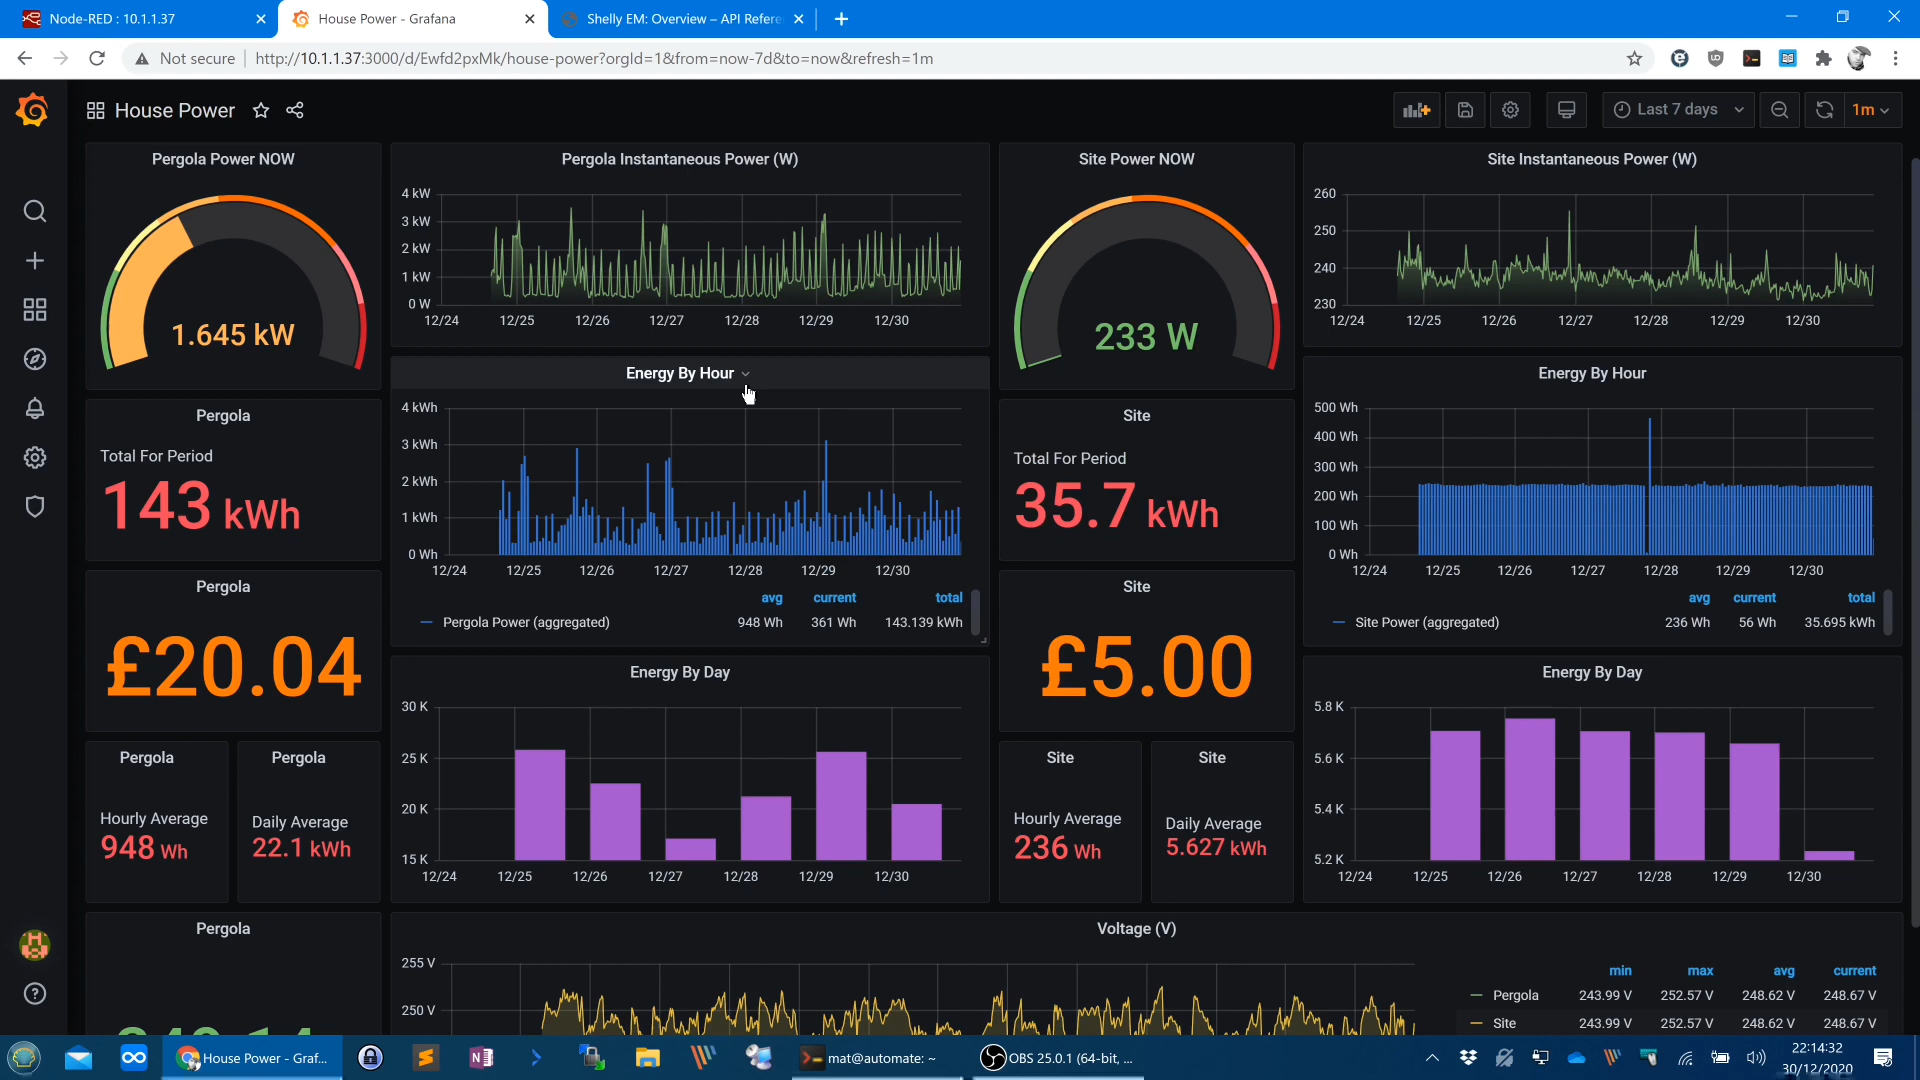 Node-RED : 10.1.1.37
House Power - Grafana
Shelly EM: Overview – API Refere
Not secure
http://10.1.1.37:3000/d/Ewfd2pxMk/house-power?orgId=1&from=now-7d&to=now&refresh=1m
House Power
Last 7 days
1m
Pergola Power NOW
1.645 kW
Pergola Instantaneous Power (W)
4 kW
3 kW
2 kW
1 kW
0 W
12/24 12/25 12/26 12/27 12/28 12/29 12/30
Site Power NOW
233 W
Site Instantaneous Power (W)
260
250
240
230
12/24 12/25 12/26 12/27 12/28 12/29 12/30
Pergola
Total For Period
143 kWh
Energy By Hour
4 kWh
3 kWh
2 kWh
1 kWh
0 Wh
12/24 12/25 12/26 12/27 12/28 12/29 12/30
avg current total
Pergola Power (aggregated) 948 Wh 361 Wh 143.139 kWh
Site
Total For Period
35.7 kWh
Energy By Hour
500 Wh
400 Wh
300 Wh
200 Wh
100 Wh
0 Wh
12/24 12/25 12/26 12/27 12/28 12/29 12/30
avg current total
Site Power (aggregated) 236 Wh 56 Wh 35.695 kWh
Pergola
£20.04
Site
£5.00
Energy By Day
30 K
25 K
20 K
15 K
12/24 12/25 12/26 12/27 12/28 12/29 12/30
Energy By Day
5.8 K
5.6 K
5.4 K
5.2 K
12/24 12/25 12/26 12/27 12/28 12/29 12/30
Pergola
Hourly Average
948 Wh
Pergola
Daily Average
22.1 kWh
Site
Hourly Average
236 Wh
Site
Daily Average
5.627 kWh
Pergola
Voltage (V)
255 V
250 V
min max avg current
Pergola 243.99 V 252.57 V 248.62 V 248.67 V
Site 243.99 V 252.57 V 248.62 V 248.67 V
House Power - Graf...
mat@automate: ~
OBS 25.0.1 (64-bit, ...
22:14:32
30/12/2020